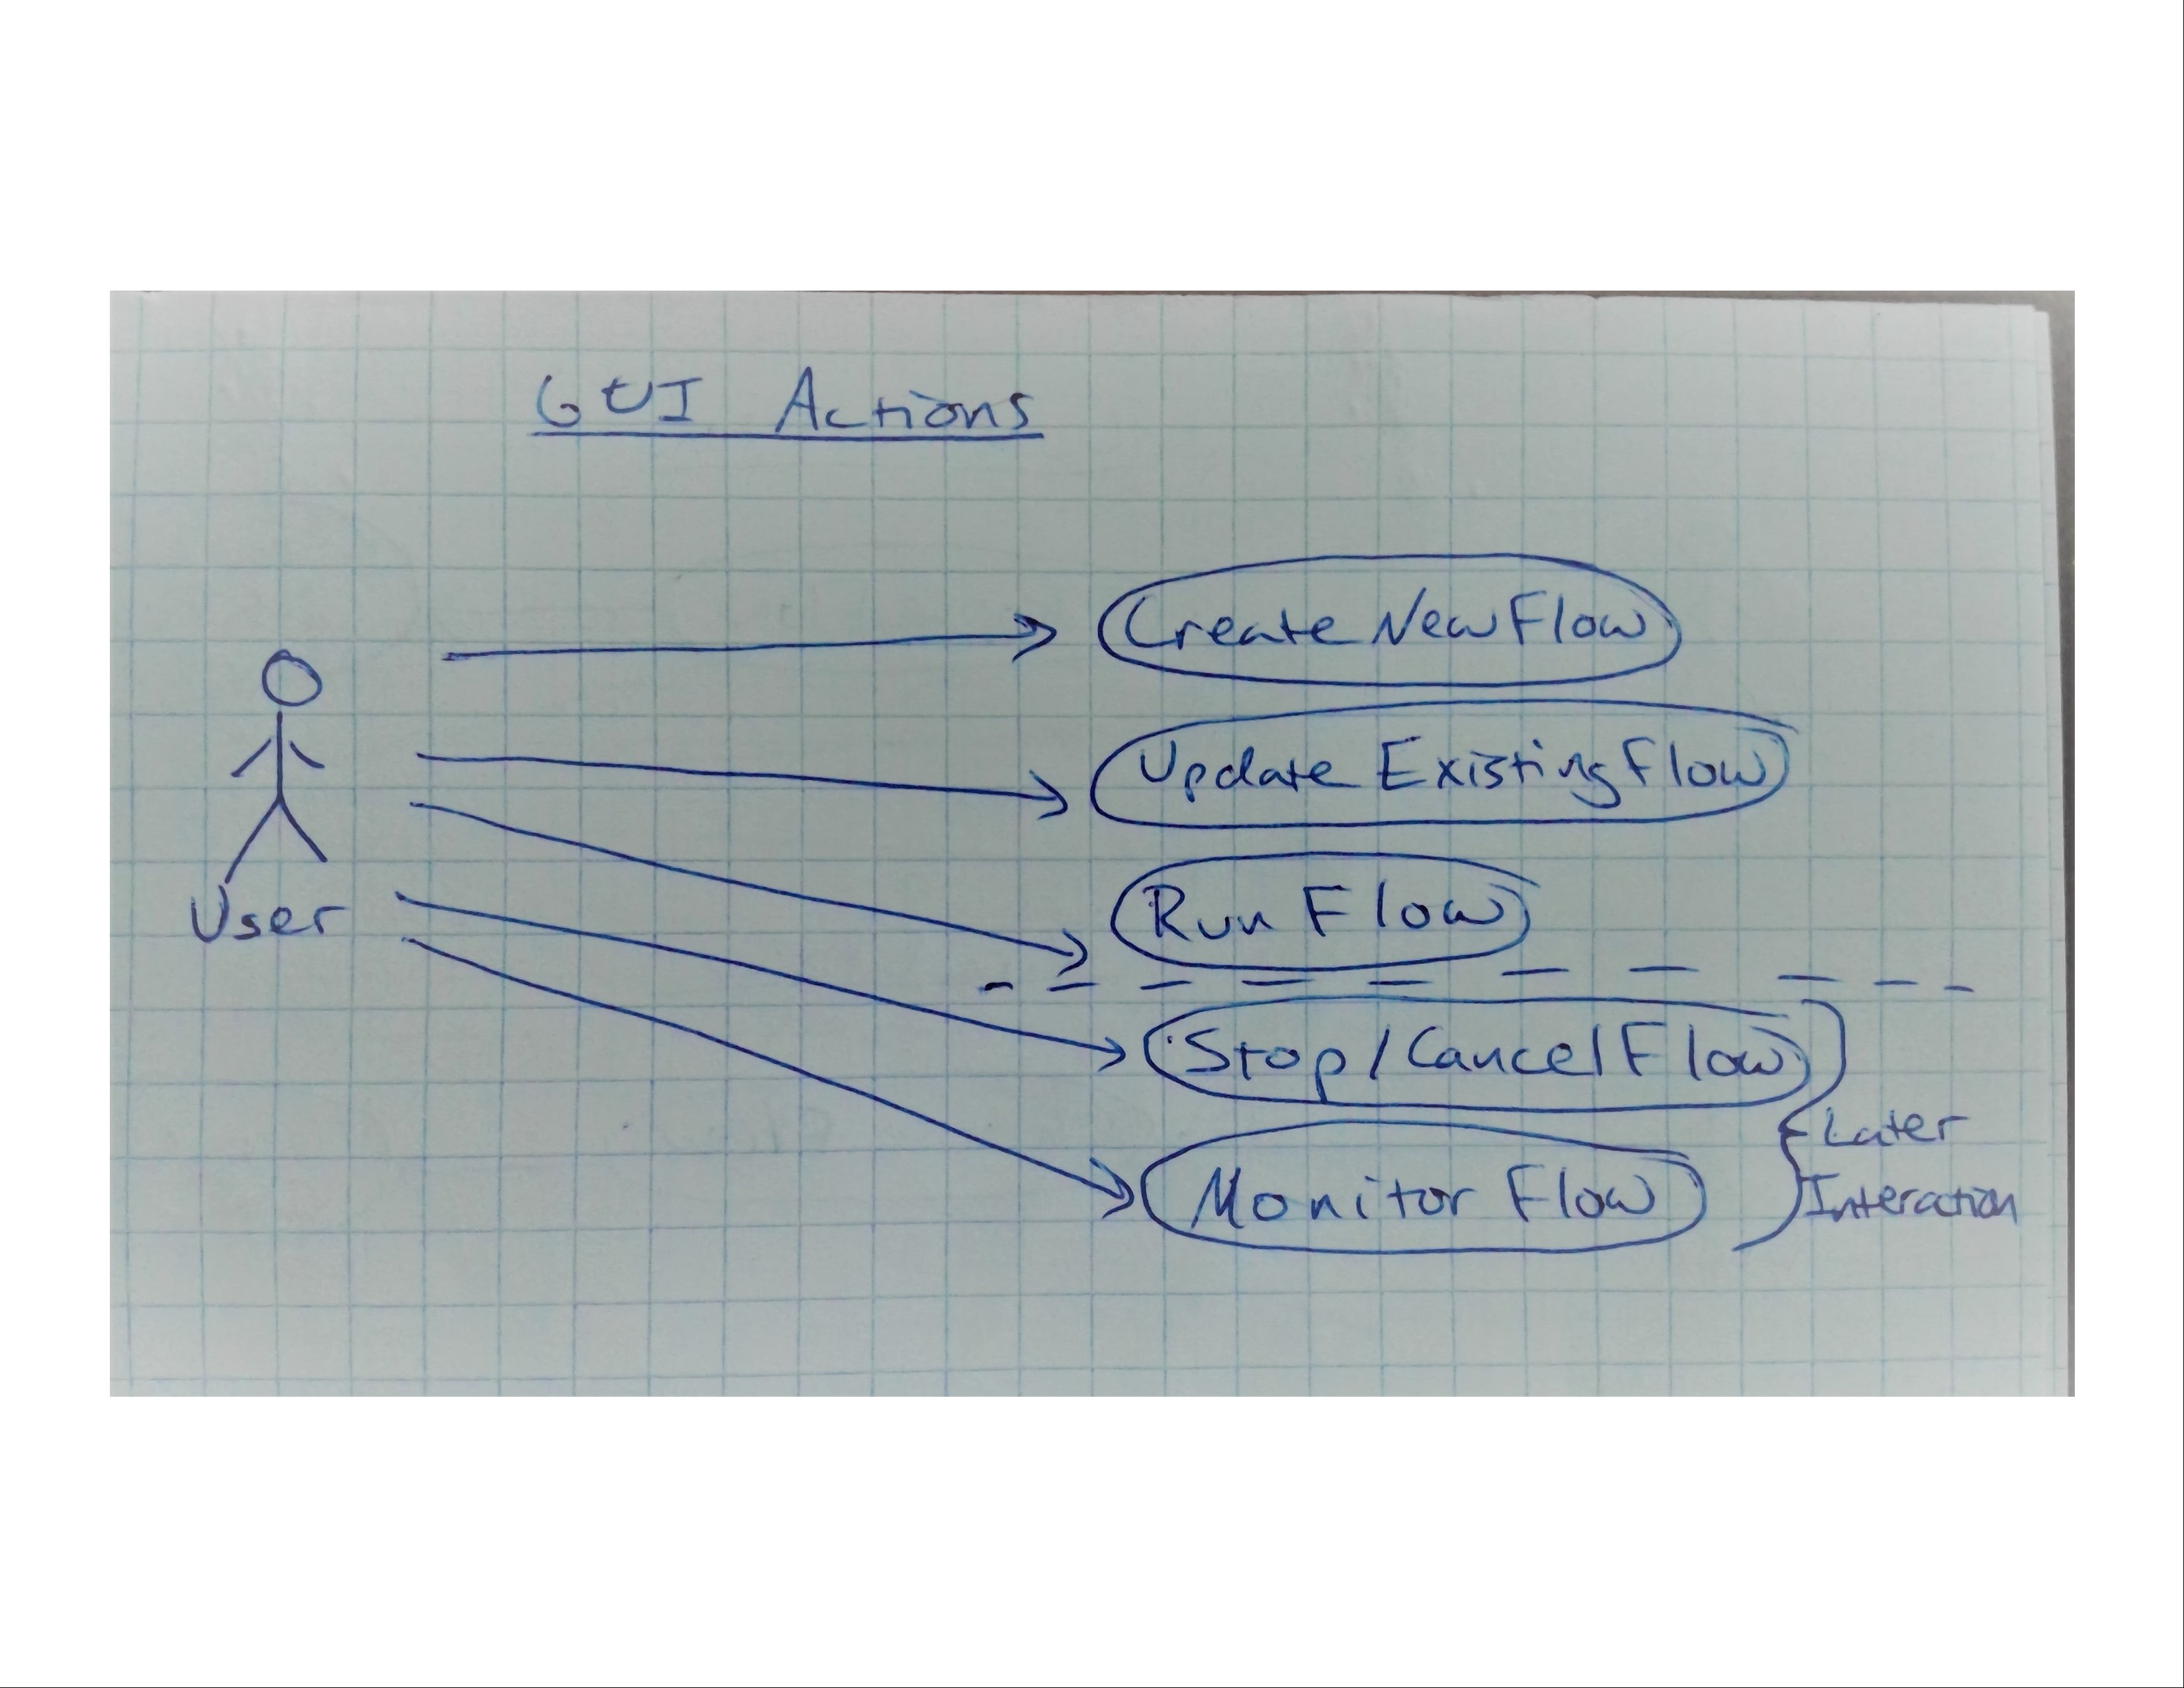 GUI Actions
Create New Flow
Update Existing Flow
Run Flow
User
Stop/Cancel Flow
Later
Interaction
Monitor Flow